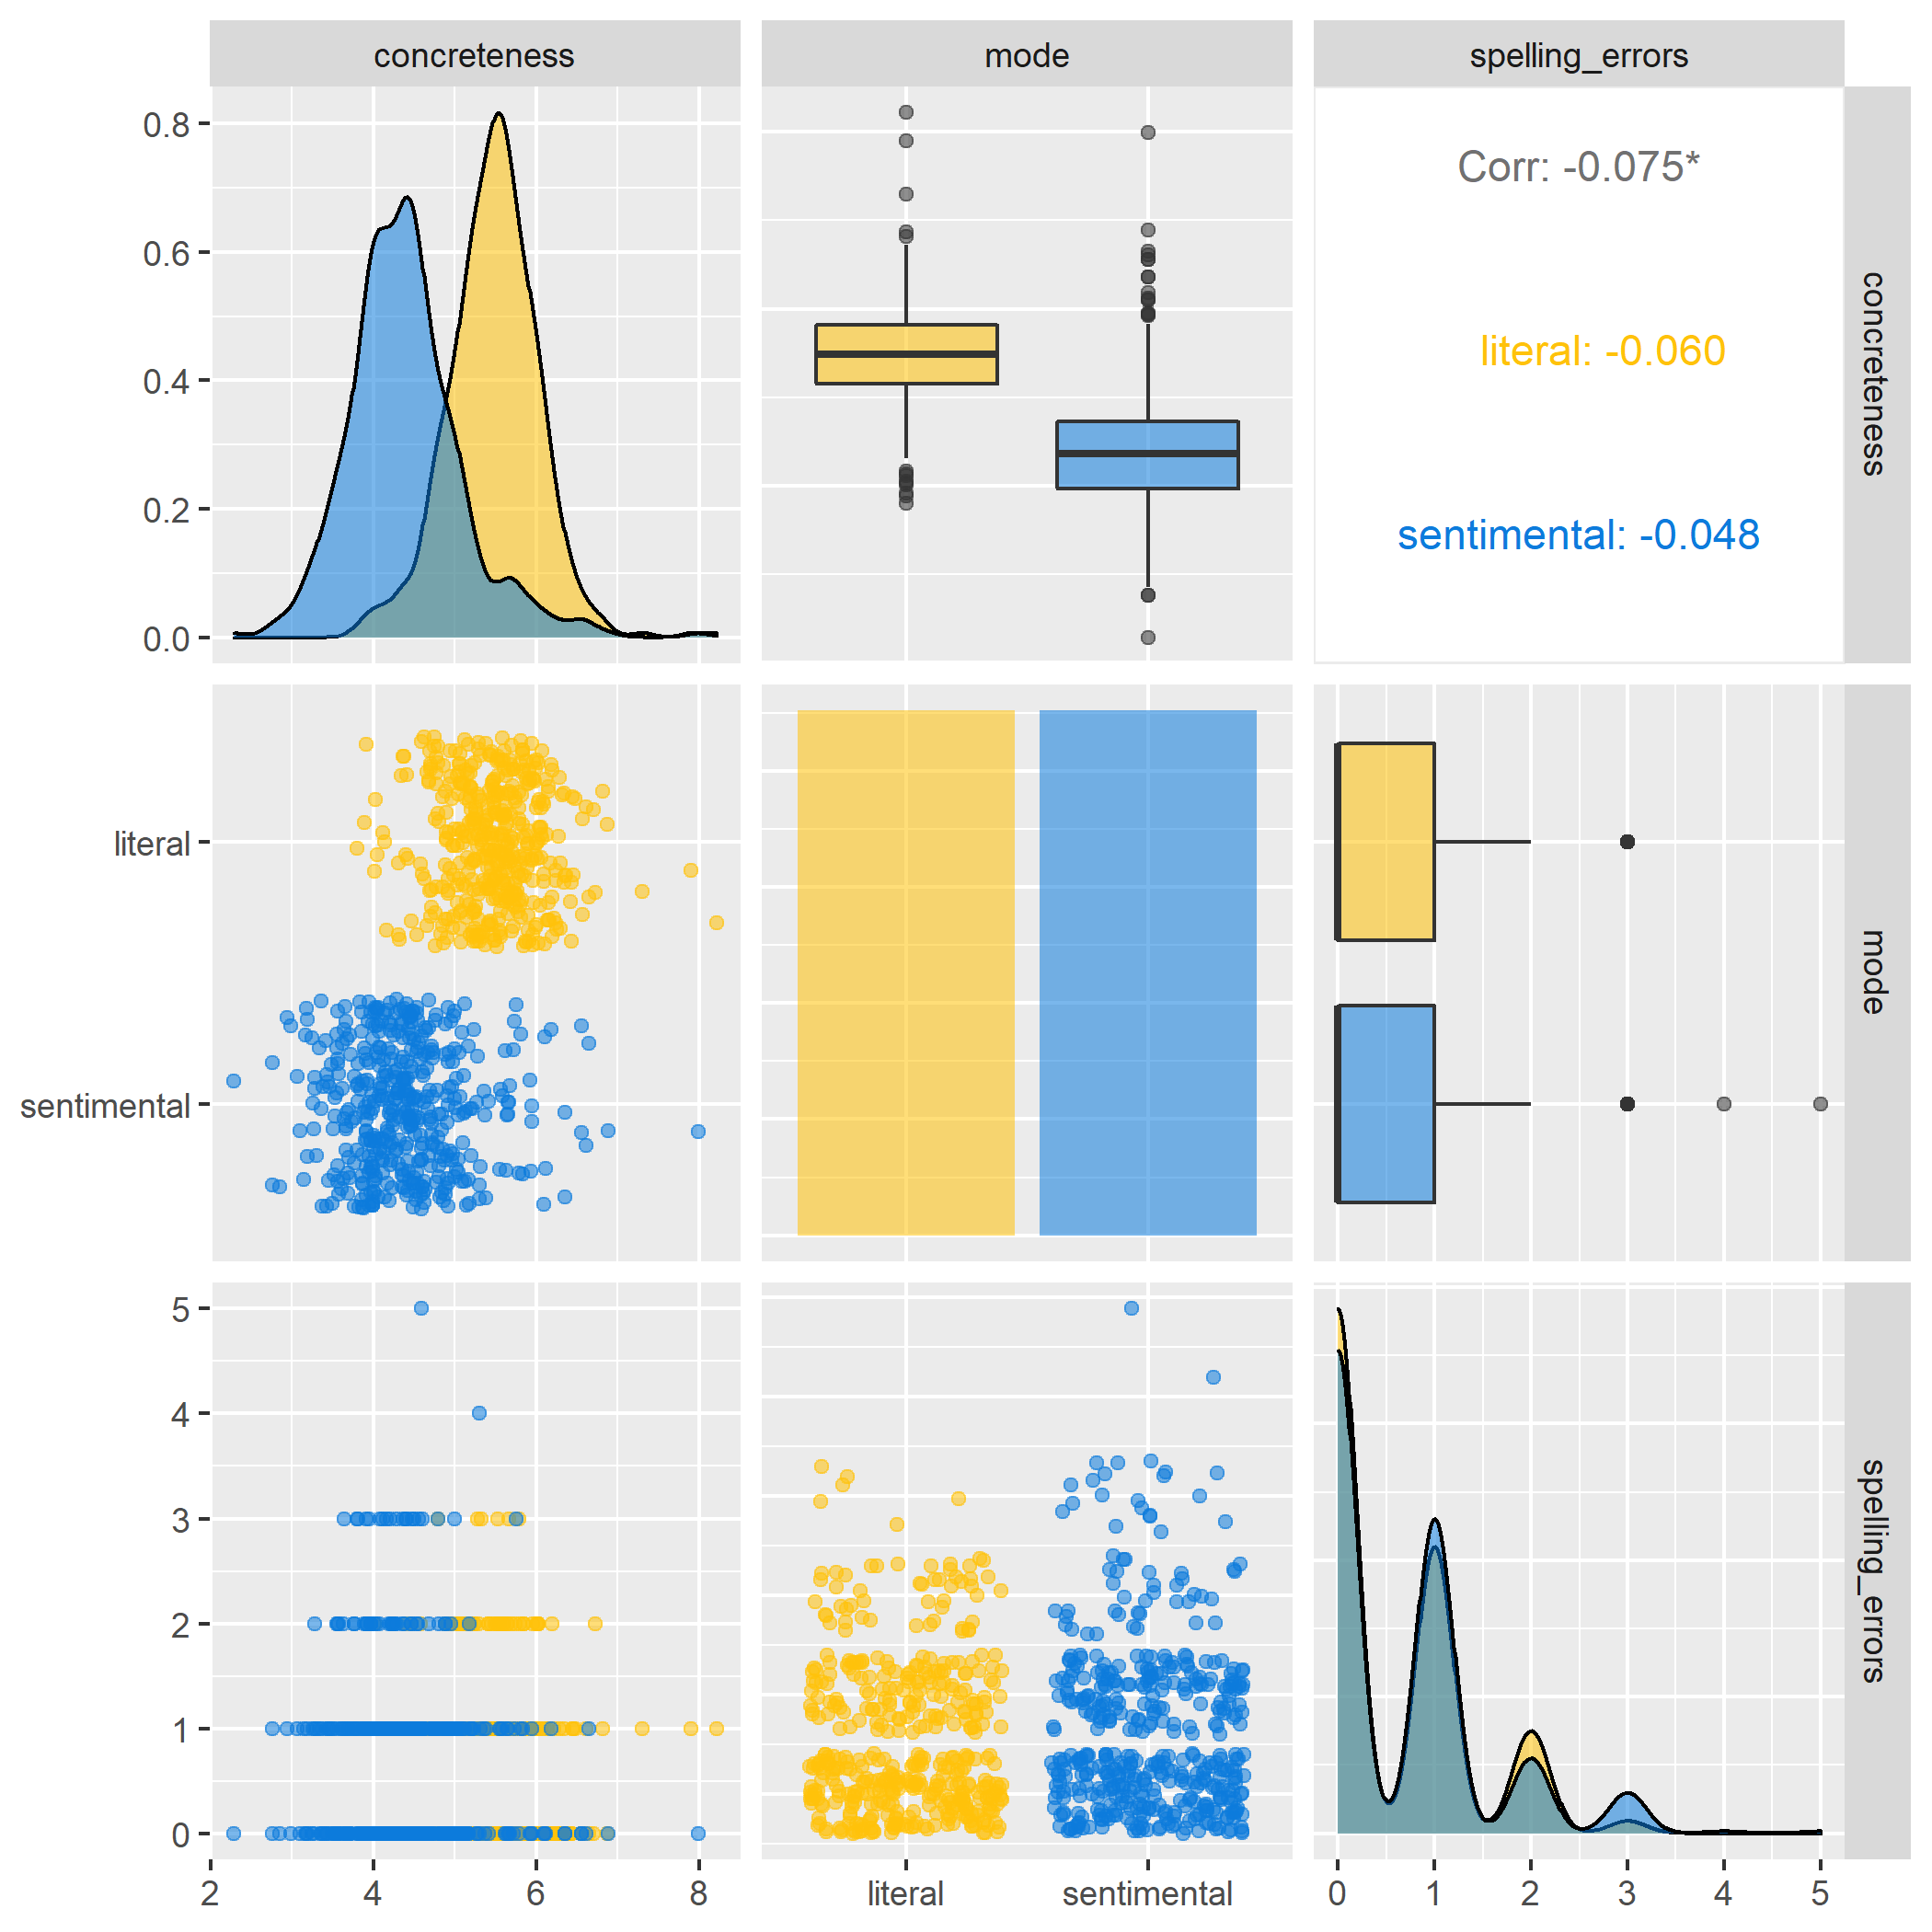 concreteness
mode
spelling_errors
0.8
0.6
0.4
0.2
0.0
Corr: -0.075*
literal: -0.060
sentimental: -0.048
concreteness
literal
sentimental
mode
5
4
3
2
1
0
spelling_errors
2 4 6 8
literal sentimental
0 1 2 3 4 5